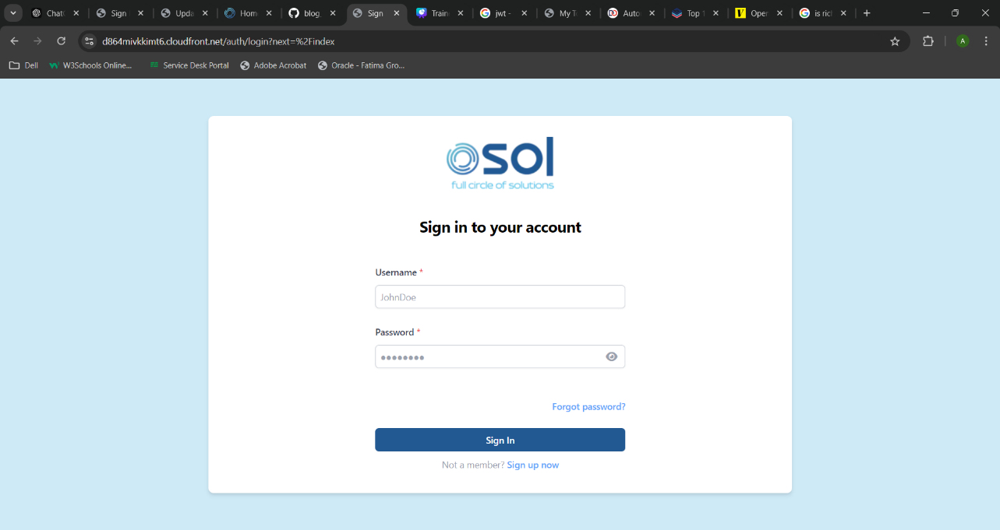 Chat
Sign
Upda
Hom
blog.
Sign
Train
jwt -
My T
Auto
Top 1
Oper
is ric
d864mivkkimt6.cloudfront.net/auth/login?next=%2Findex
A
Dell
W3Schools Online...
Service Desk Portal
Adobe Acrobat
Oracle - Fatima Gro...
sol
full circle of solutions
Sign in to your account
Username *
JohnDoe
Password *
••••••••
Forgot password?
Sign In
Not a member? Sign up now